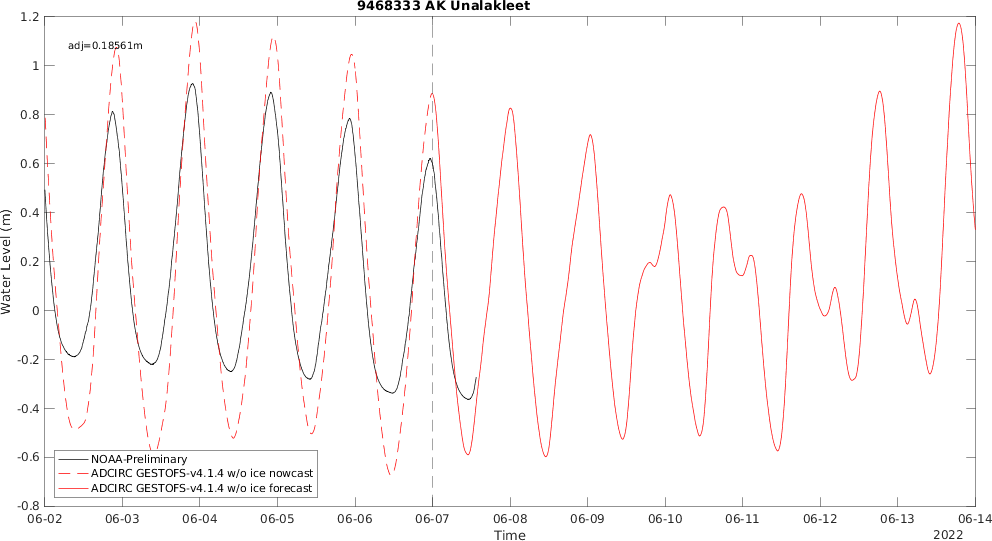 9468333 AK Unalakleet
adj=0.18561m
Water Level (m)
1.2
1
0.8
0.6
0.4
0.2
0
-0.2
-0.4
-0.6
-0.8
NOAA-Preliminary
ADCIRC GESTOFS-v4.1.4 w/o ice nowcast
ADCIRC GESTOFS-v4.1.4 w/o ice forecast
06-02 06-03 06-04 06-05 06-06 06-07 06-08 06-09 06-10 06-11 06-12 06-13 06-14
Time
2022